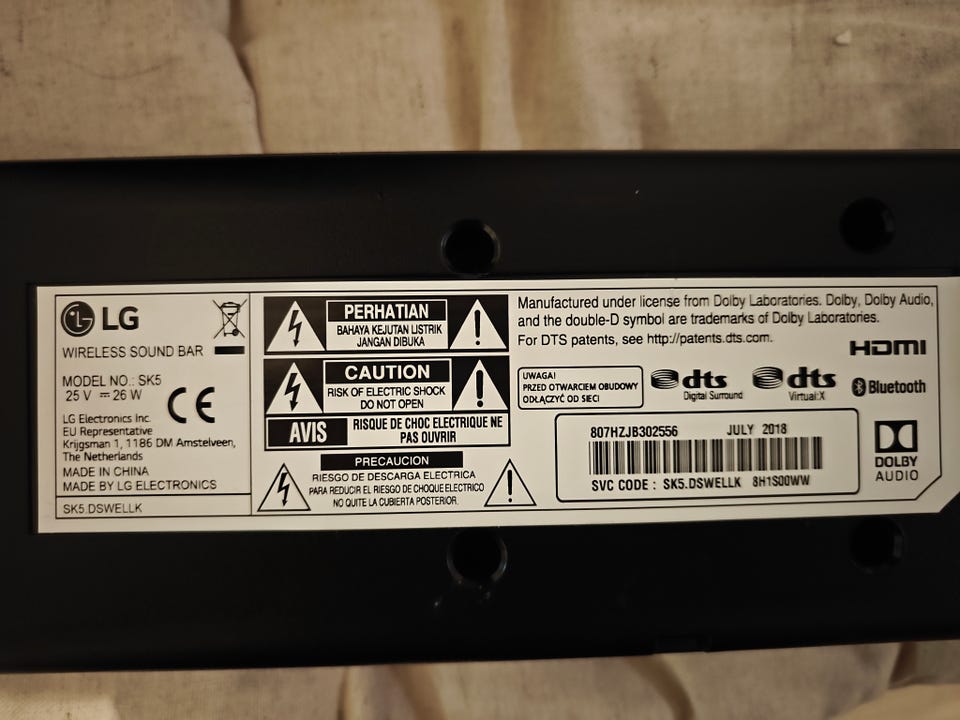 LG
WIRELESS SOUND BAR
MODEL NO.: SK5
25 V ⎓ 26 W
CE
LG Electronics Inc.
EU Representative
Krijgsman 1, 1186 DM Amstelveen,
The Netherlands
MADE IN CHINA
MADE BY LG ELECTRONICS
SK5.DSWELLK
PERHATIAN
BAHAYA KEJUTAN LISTRIK
JANGAN DIBUKA
CAUTION
RISK OF ELECTRIC SHOCK
DO NOT OPEN
AVIS
RISQUE DE CHOC ELECTRIQUE NE
PAS OUVRIR
PRECAUCION
RIESGO DE DESCARGA ELECTRICA
PARA REDUCIR EL RIESGO DE CHOQUE ELECTRICO
NO QUITE LA CUBIERTA POSTERIOR.
Manufactured under license from Dolby Laboratories. Dolby, Dolby Audio,
and the double-D symbol are trademarks of Dolby Laboratories.
For DTS patents, see http://patents.dts.com.
HDMI
UWAGA!
PRZED OTWARCIEM OBUDOWY
ODŁĄCZYĆ OD SIECI
dts
Digital Surround
dts
Virtual:X
Bluetooth
807HZJB302556 JULY 2018
SVC CODE : SK5.DSWELLK 8H1S00WW
DOLBY
AUDIO